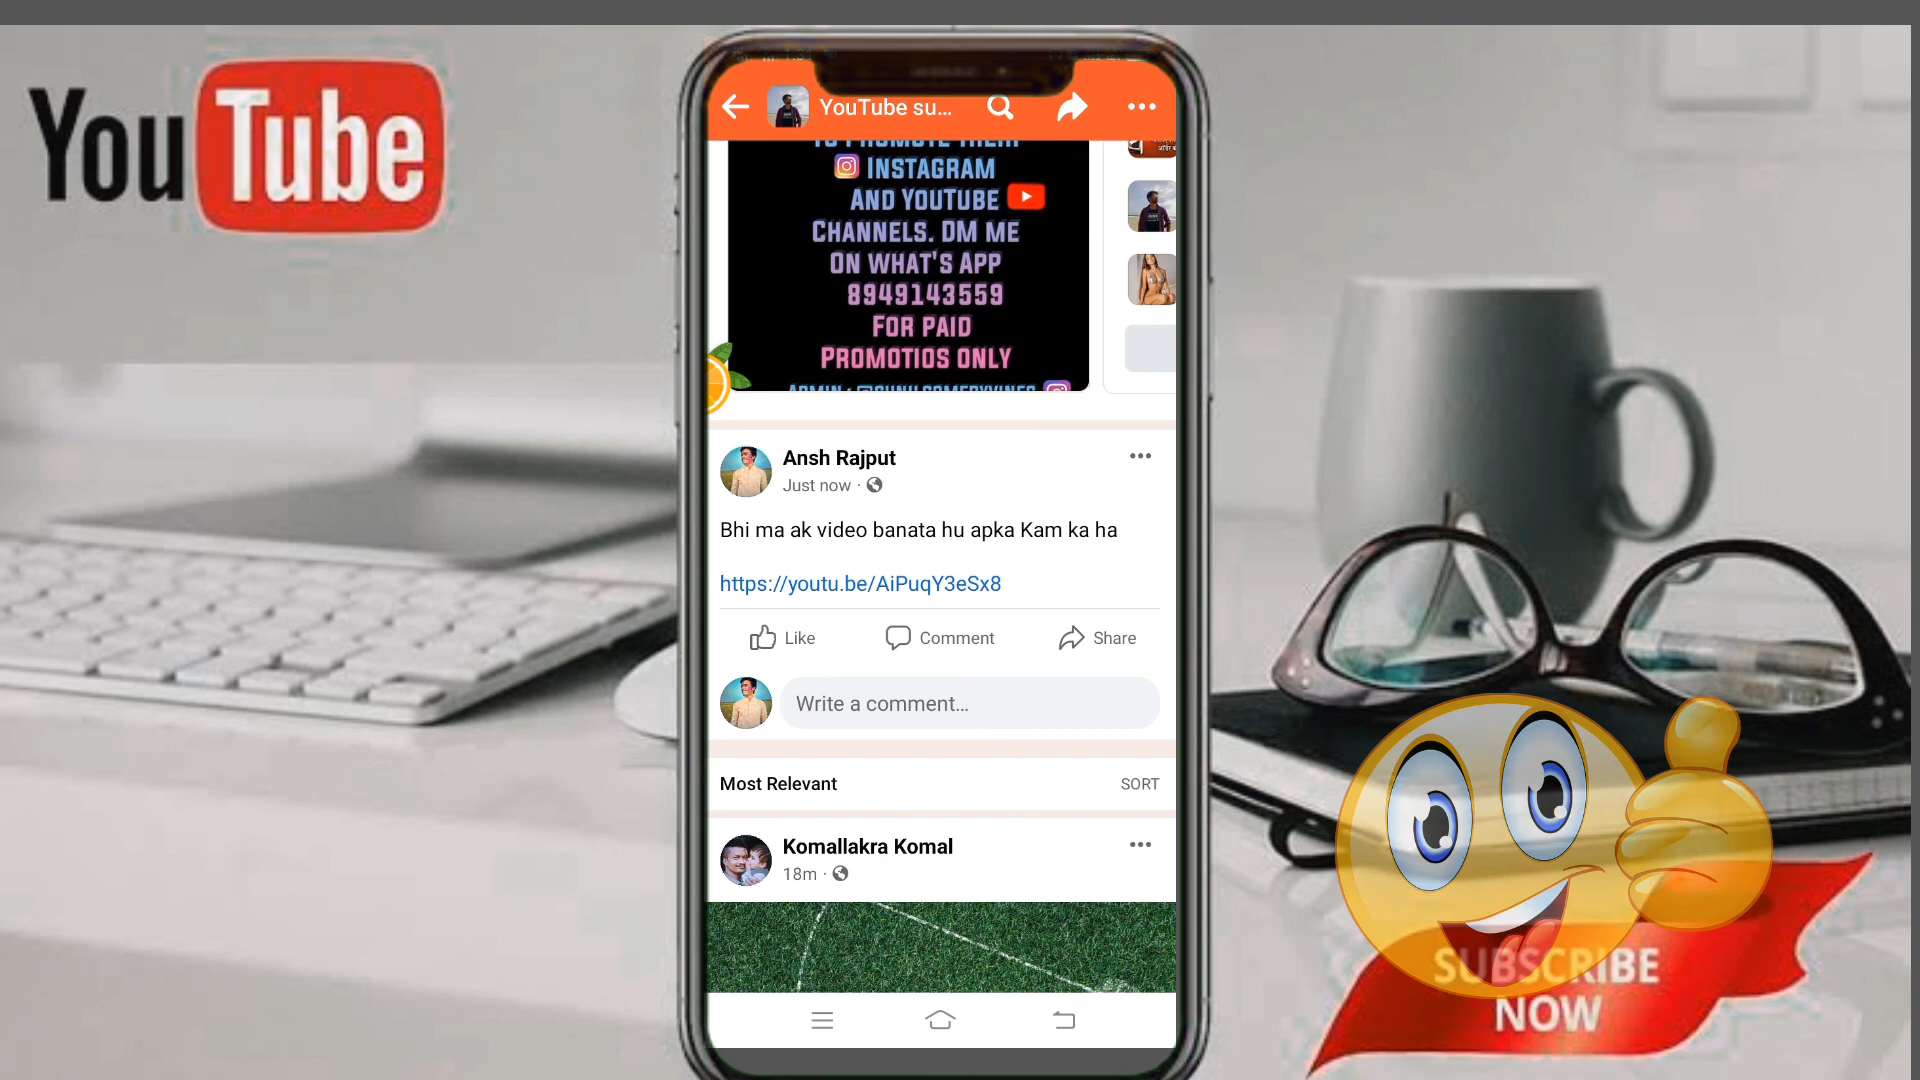 YouTube
YouTube su...
INSTAGRAM
AND YOUTUBE
CHANNELS. DM ME
ON WHAT'S APP
8949143559
FOR PAID
PROMOTIOS ONLY
Ansh Rajput
Just now ·
Bhi ma ak video banata hu apka Kam ka ha
https://youtu.be/AiPuqY3eSx8
Like
Comment
Share
Write a comment...
Most Relevant
SORT
Komallakra Komal
18m ·
SUBSCRIBE
NOW